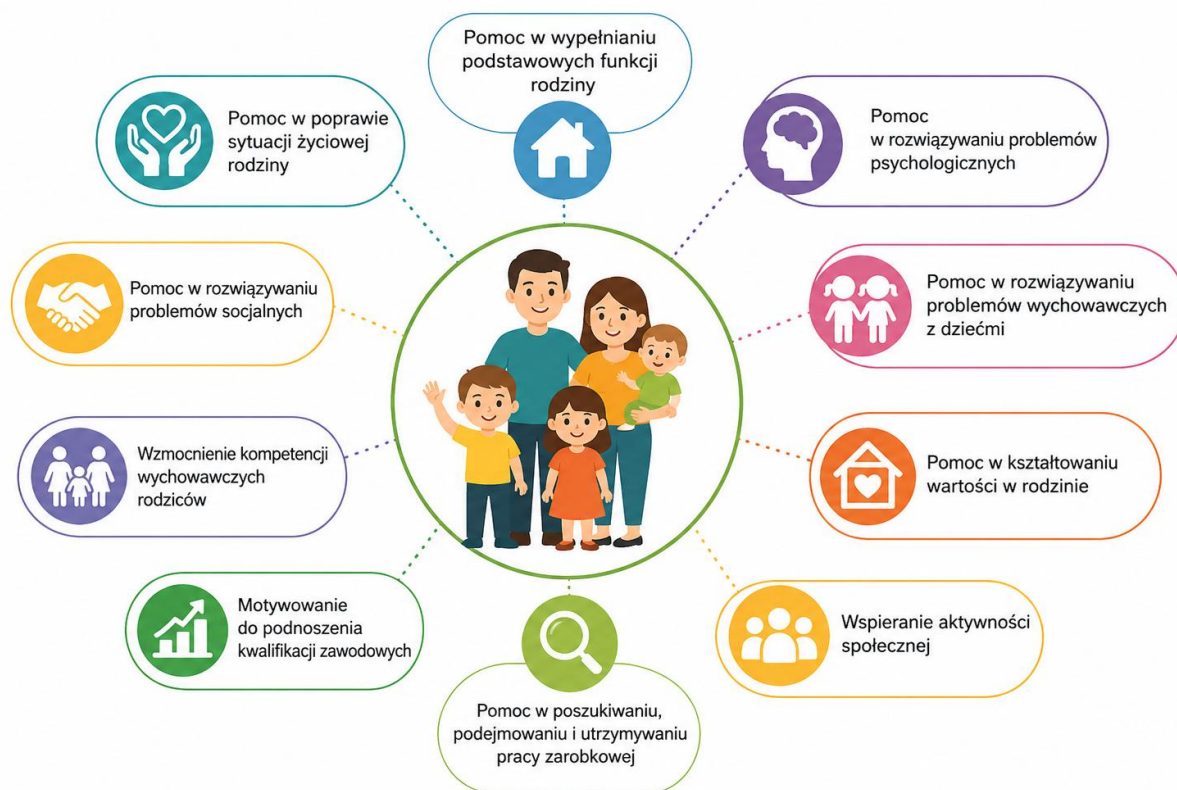 Pomoc w wypełnianiu
podstawowych funkcji
rodziny
Pomoc w poprawie
sytuacji życiowej
rodziny
Pomoc
w rozwiązywaniu problemów
psychologicznych
Pomoc w rozwiązywaniu
problemów socjalnych
Pomoc w rozwiązywaniu
problemów wychowawczych
z dziećmi
Wzmocnienie kompetencji
wychowawczych
rodziców
Pomoc w kształtowaniu
wartości w rodzinie
Motywowanie
do podnoszenia
kwalifikacji zawodowych
Wspieranie aktywności
społecznej
Pomoc w poszukiwaniu,
podejmowaniu i utrzymywaniu
pracy zarobkowej